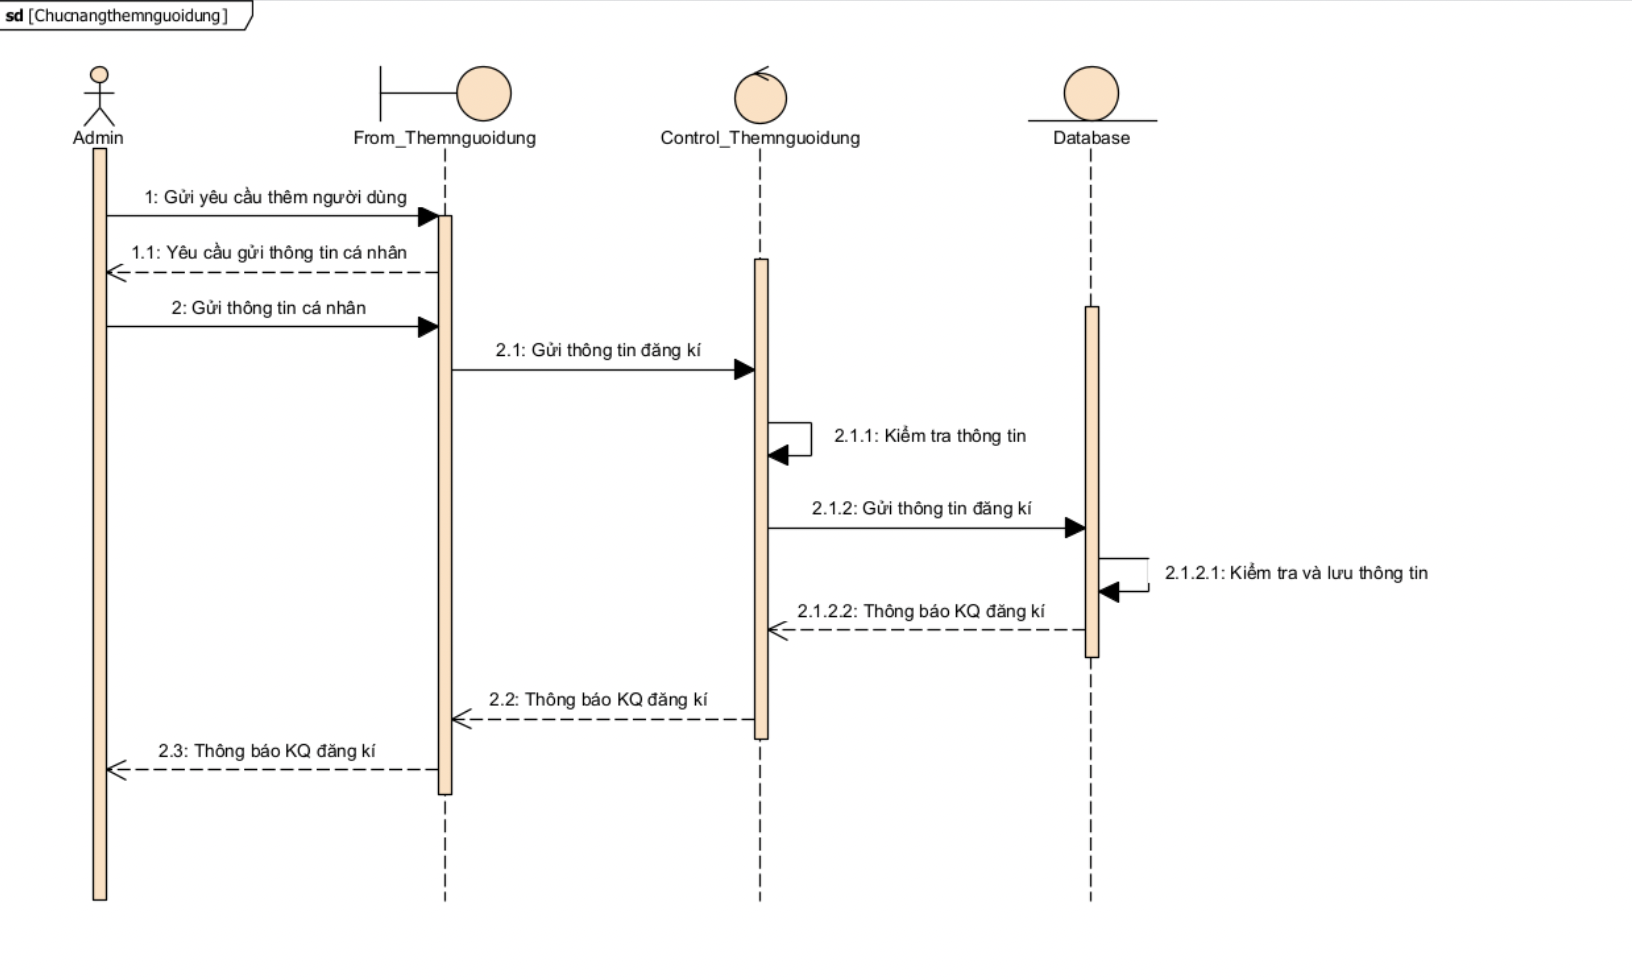 sd [Chucnangthemnguoidung]
Admin
From_Themnguoidung
Control_Themnguoidung
Database
1: Gửi yêu cầu thêm người dùng
1.1: Yêu cầu gửi thông tin cá nhân
2: Gửi thông tin cá nhân
2.1: Gửi thông tin đăng kí
2.1.1: Kiểm tra thông tin
2.1.2: Gửi thông tin đăng kí
2.1.2.1: Kiểm tra và lưu thông tin
2.1.2.2: Thông báo KQ đăng kí
2.2: Thông báo KQ đăng kí
2.3: Thông báo KQ đăng kí